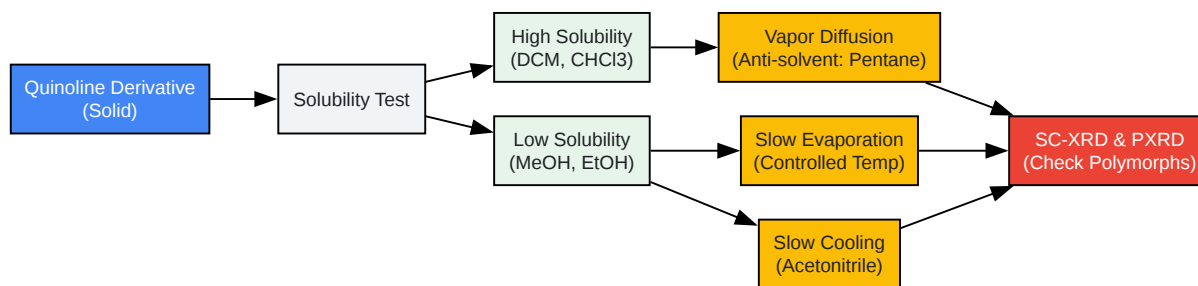 Quinoline Derivative
(Solid)
Solubility Test
High Solubility
(DCM, CHCl3)
Low Solubility
(MeOH, EtOH)
Vapor Diffusion
(Anti-solvent: Pentane)
Slow Evaporation
(Controlled Temp)
Slow Cooling
(Acetonitrile)
SC-XRD & PXRD
(Check Polymorphs)